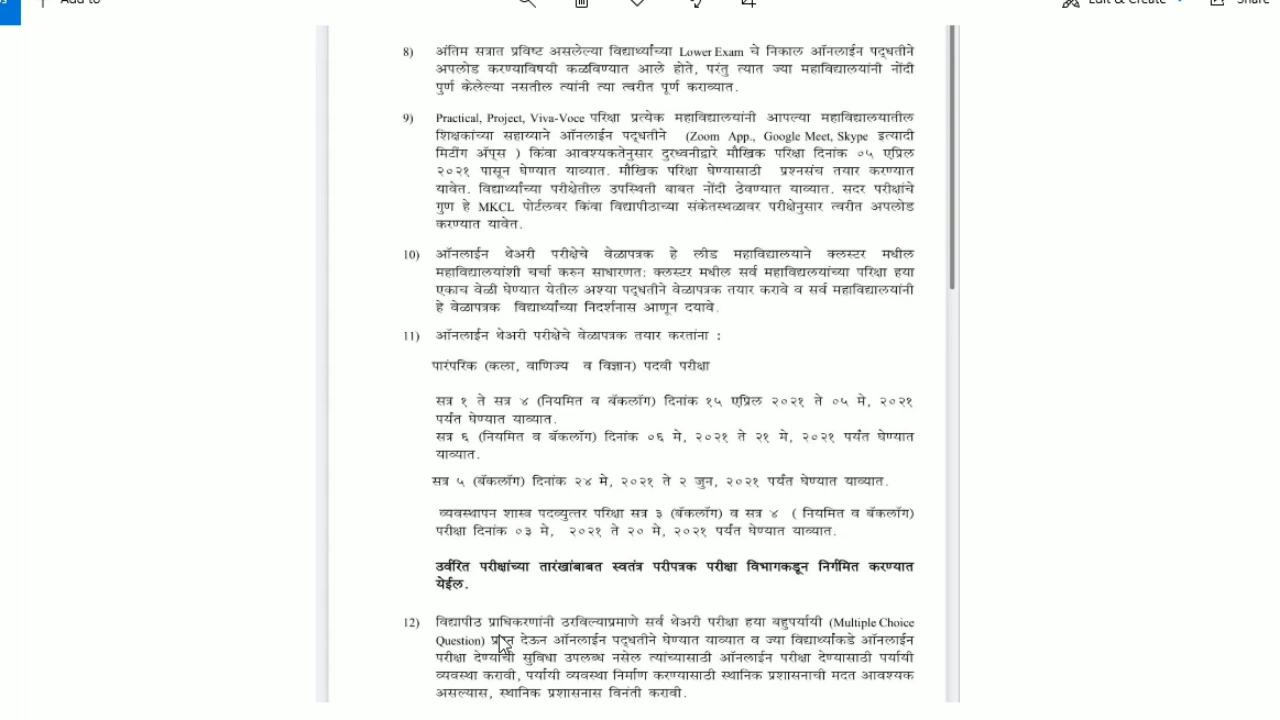 Add to
Edit & Create
Share
8) अंतिम सत्रात प्रविष्ट असलेल्या विद्यार्थ्यांच्या Lower Exam चे निकाल ऑनलाईन पद्धतीने
अपलोड करण्याविषयी कळविण्यात आले होते, परंतु त्यात ज्या महाविद्यालयांनी नोंदी
पुर्ण केलेल्या नसतील त्यांनी त्या त्वरीत पूर्ण कराव्यात.
9) Practical, Project, Viva-Voce परिक्षा प्रत्येक महाविद्यालयांनी आपल्या महाविद्यालयातील
शिक्षकांच्या सहाय्याने ऑनलाईन पद्धतीने (Zoom App., Google Meet, Skype इत्यादी
मिटींग ॲप्स ) किंवा आवश्यकतेनुसार दुरध्वनीद्वारे मौखिक परिक्षा दिनांक ०५ एप्रिल
२०२१ पासून घेण्यात याव्यात. मौखिक परिक्षा घेण्यासाठी प्रश्नसंच तयार करण्यात
यावेत. विद्यार्थ्यांच्या परीक्षेतील उपस्थिती बाबत नोंदी ठेवण्यात याव्यात. सदर परीक्षांचे
गुण हे MKCL पोर्टलवर किंवा विद्यापीठाच्या संकेतस्थळावर परीक्षेनुसार त्वरीत अपलोड
करण्यात यावेत.
10) ऑनलाईन थेअरी परीक्षेचे वेळापत्रक हे लीड महाविद्यालयाने क्लस्टर मधील
महाविद्यालयांशी चर्चा करुन साधारणत: क्लस्टर मधील सर्व महाविद्यलयांच्या परिक्षा हया
एकाच वेळी घेण्यात येतील अश्या पद्धतीने वेळापत्रक तयार करावे व सर्व महाविद्यालयांनी
हे वेळापत्रक विद्यार्थ्यांच्या निदर्शनास आणून दयावे.
11) ऑनलाईन थेअरी परीक्षेचे वेळापत्रक तयार करतांना :
पारंपरिक (कला, वाणिज्य व विज्ञान) पदवी परीक्षा
सत्र १ ते सत्र ४ (नियमित व बॅकलॉग) दिनांक १५ एप्रिल २०२१ ते ०५ मे, २०२१
पर्यंत घेण्यात याव्यात.
सत्र ६ (नियमित व बॅकलॉग) दिनांक ०६ मे, २०२१ ते २१ मे, २०२१ पर्यंत घेण्यात
याव्यात.
सत्र ५ (बॅकलॉग) दिनांक २४ मे, २०२१ ते २ जुन, २०२१ पर्यंत घेण्यात याव्यात.
व्यवस्थापन शास्त्र पदव्युत्तर परिक्षा सत्र ३ (बॅकलॉग) व सत्र ४ ( नियमित व बॅकलॉग)
परीक्षा दिनांक ०३ मे, २०२१ ते २० मे, २०२१ पर्यंत घेण्यात याव्यात.
उर्वरित परीक्षांच्या तारखांबाबत स्वतंत्र परीपत्रक परीक्षा विभागकडून निर्गमित करण्यात
येईल.
12) विद्यापीठ प्राधिकरणांनी ठरविल्याप्रमाणे सर्व थेअरी परीक्षा हया बहुपर्यायी (Multiple Choice
Question) प्रश्न देऊन ऑनलाईन पद्धतीने घेण्यात याव्यात व ज्या विद्यार्थ्यांकडे ऑनलाईन
परीक्षा देण्याची सुविधा उपलब्ध नसेल त्यांच्यासाठी ऑनलाईन परीक्षा देण्यासाठी पर्यायी
व्यवस्था करावी, पर्यायी व्यवस्था निर्माण करण्यासाठी स्थानिक प्रशासनाची मदत आवश्यक
असल्यास, स्थानिक प्रशासनास विनंती करावी.